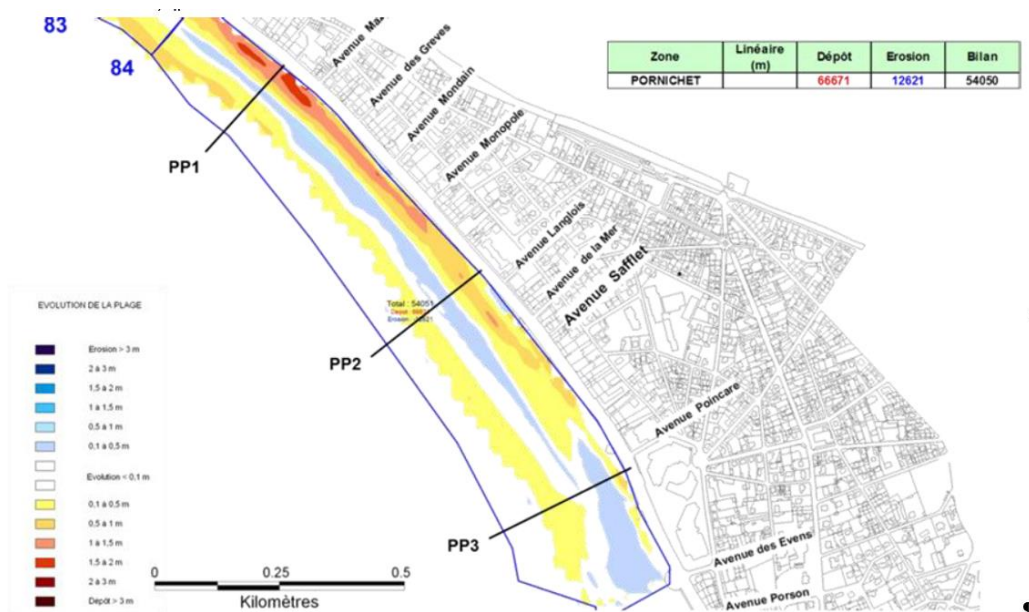 83
84
Avenue des Greves
Avenue Mondain
Avenue Monopole
Avenue Langlois
Avenue de la Mer
Avenue Safflet
Avenue Poincare
Avenue des Evens
Avenue Porson
Zone Linéaire (m) Dépôt Erosion Bilan
PORNICHET 66671 12621 54050
PP1
PP2
PP3
Total : 54051
EVOLUTION DE LA PLAGE
Erosion > 3 m
2 à 3 m
1,5 à 2 m
1 à 1,5 m
0.5 à 1 m
0,1 à 0,5 m
Evolution < 0,1 m
0,1 à 0,5 m
0,5 à 1 m
1 à 1,5 m
1,5 à 2 m
2 à 3 m
Depôt > 3 m
0 0.25 0.5
Kilomètres